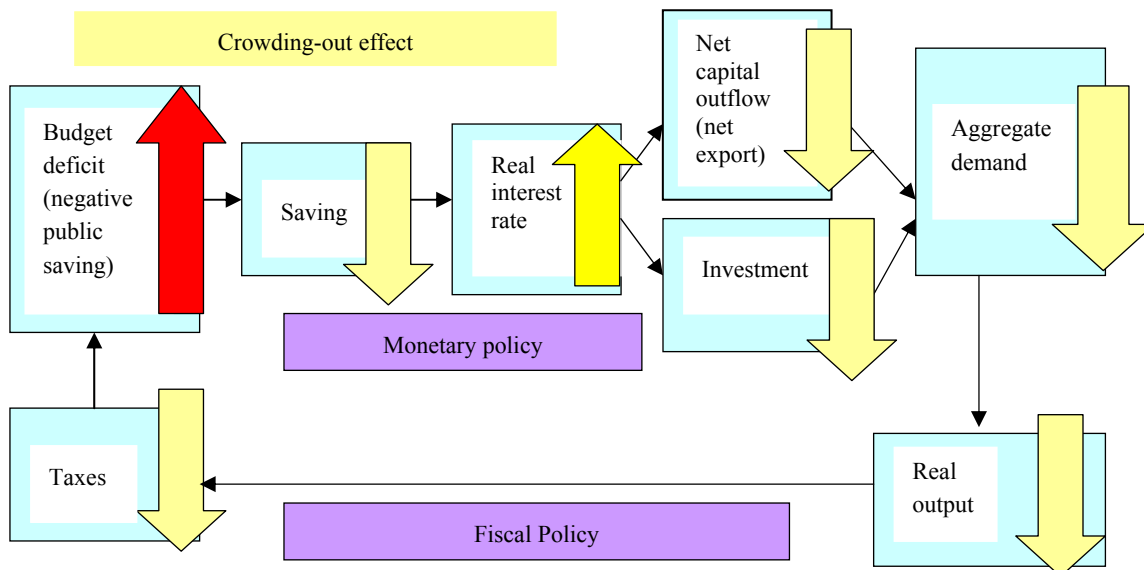 Crowding-out effect
Budget
deficit
(negative
public
saving)
Saving
Real
interest
rate
Net
capital
outflow
(net
export)
Investment
Aggregate
demand
Monetary policy
Taxes
Fiscal Policy
Real
output